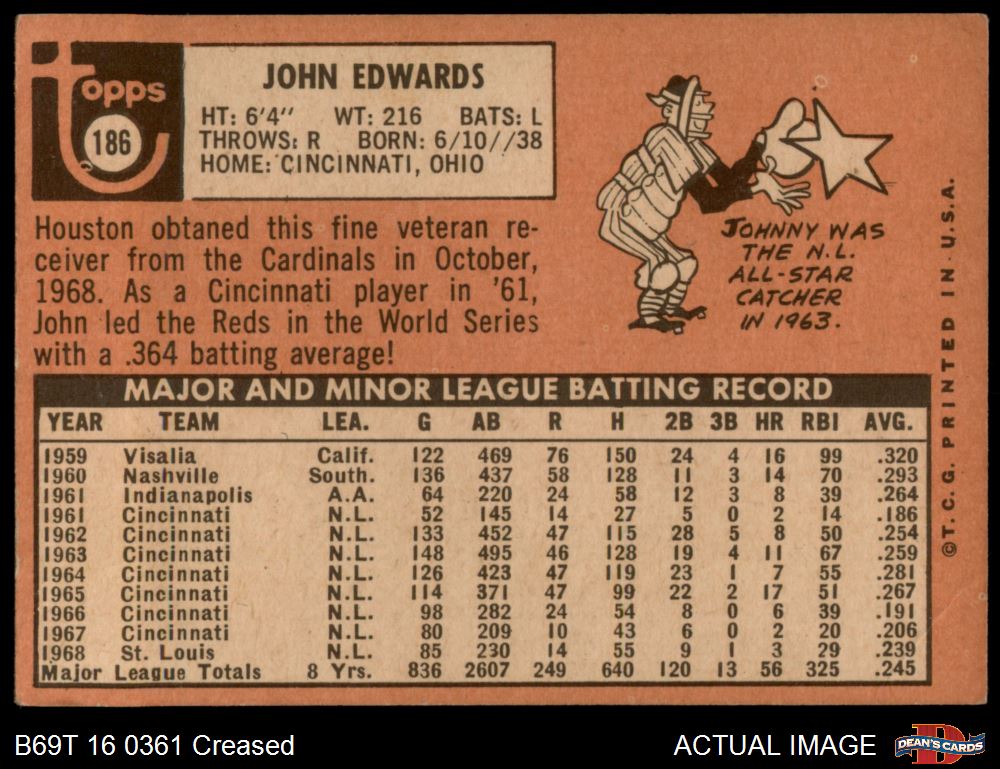 topps
186
JOHN EDWARDS
HT: 6'4" WT: 216 BATS: L
THROWS: R BORN: 6/10//38
HOME: CINCINNATI, OHIO
Houston obtaned this fine veteran re-
ceiver from the Cardinals in October,
1968. As a Cincinnati player in '61,
John led the Reds in the World Series
with a .364 batting average!
JOHNNY WAS
THE N.L.
ALL-STAR
CATCHER
IN 1963.
MAJOR AND MINOR LEAGUE BATTING RECORD
YEAR TEAM LEA. G AB R H 2B 3B HR RBI AVG.
1959 Visalia Calif. 122 469 76 150 24 4 16 99 .320
1960 Nashville South. 136 437 58 128 11 3 14 70 .293
1961 Indianapolis A.A. 64 220 24 58 12 3 8 39 .264
1961 Cincinnati N.L. 52 145 14 27 5 0 2 14 .186
1962 Cincinnati N.L. 133 452 47 115 28 5 8 50 .254
1963 Cincinnati N.L. 148 495 46 128 19 4 11 67 .259
1964 Cincinnati N.L. 126 423 47 119 23 1 7 55 .281
1965 Cincinnati N.L. 114 371 47 99 22 2 17 51 .267
1966 Cincinnati N.L. 98 282 24 54 8 0 6 39 .191
1967 Cincinnati N.L. 80 209 10 43 6 0 2 20 .206
1968 St. Louis N.L. 85 230 14 55 9 1 3 29 .239
Major League Totals 8 Yrs. 836 2607 249 640 120 13 56 325 .245
©T.C.G. PRINTED IN U.S.A.
B69T 16 0361 Creased
ACTUAL IMAGE
D
DEAN'S CARDS